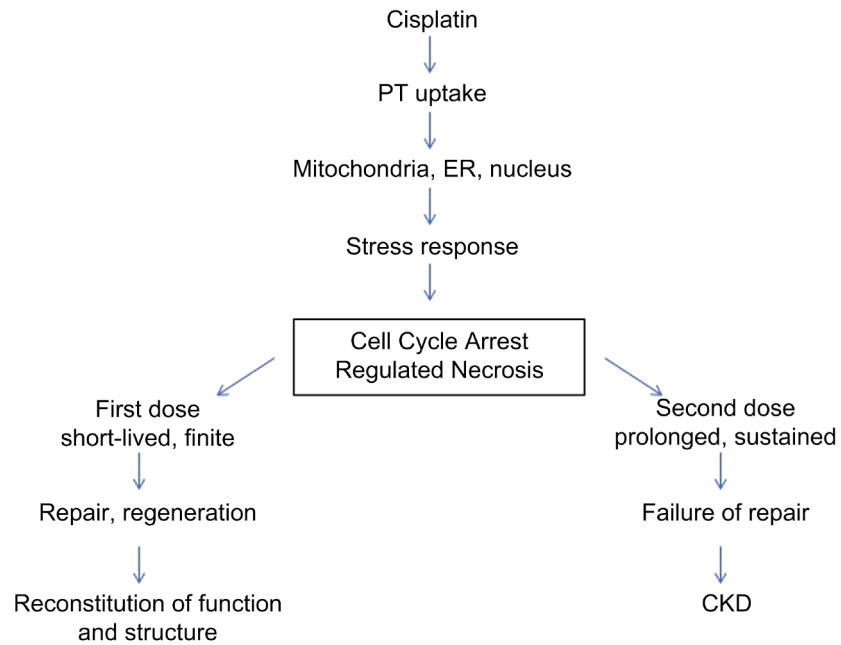 Cisplatin
PT uptake
Mitochondria, ER, nucleus
Stress response
Cell Cycle Arrest
Regulated Necrosis
First dose
short-lived, finite
Repair, regeneration
Reconstitution of function
and structure
Second dose
prolonged, sustained
Failure of repair
CKD